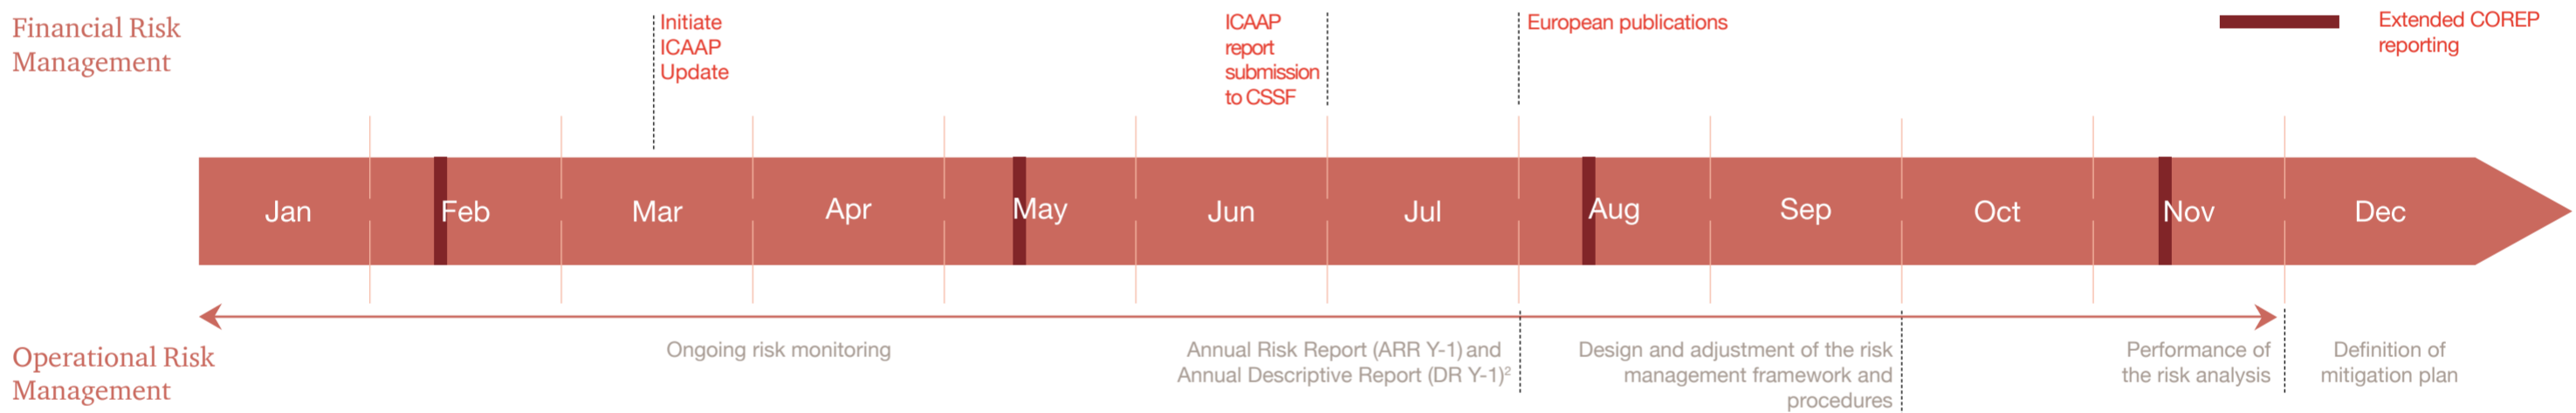 Financial Risk
Management
Initiate
ICAAP
Update
ICAAP
report
submission
to CSSF
European publications
Extended COREP
reporting
Jan
Feb
Mar
Apr
May
Jun
Jul
Aug
Sep
Oct
Nov
Dec
Operational Risk
Management
Ongoing risk monitoring
Annual Risk Report (ARR Y-1) and
Annual Descriptive Report (DR Y-1)²
Design and adjustment of the risk
management framework and
procedures
Performance of
the risk analysis
Definition of
mitigation plan